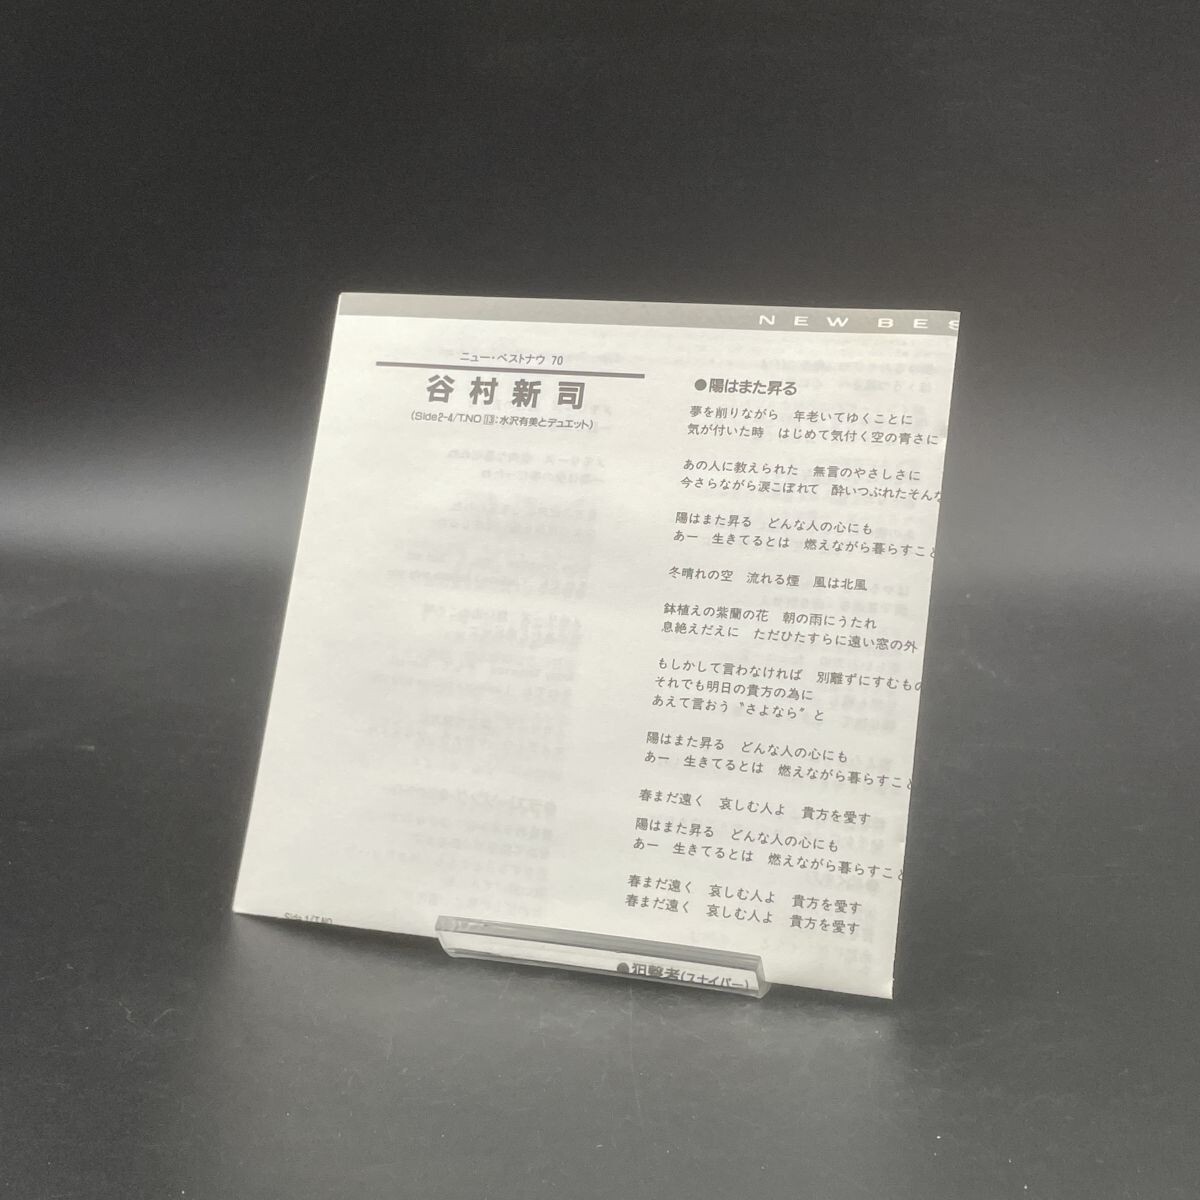 NEW BES
ニュー・ベストナウ 70
谷村新司
(Side2-4/T.NO 13:水沢有美とデュエット)
●陽はまた昇る
夢を削りながら 年老いてゆくことに
気が付いた時 はじめて気付く空の青さに
あの人に教えられた 無言のやさしさに
今さらながら涙こぼれて 酔いつぶれたそんな
陽はまた昇る どんな人の心にも
あー 生きてるとは 燃えながら暮らすこと
冬晴れの空 流れる煙 風は北風
鉢植えの紫蘭の花 朝の雨にうたれ
息絶えだえに ただひたすらに遠い窓の外
もしかして言わなければ 別離ずにすむもの
それでも明日の貴方の為に
あえて言おう〝さよなら〟と
陽はまた昇る どんな人の心にも
あー 生きてるとは 燃えながら暮らすこと
春まだ遠く 哀しむ人よ 貴方を愛す
陽はまた昇る どんな人の心にも
あー 生きてるとは 燃えながら暮らすこと
春まだ遠く 哀しむ人よ 貴方を愛す
春まだ遠く 哀しむ人よ 貴方を愛す
Side 1/T.NO
●狙撃者(スナイパー)